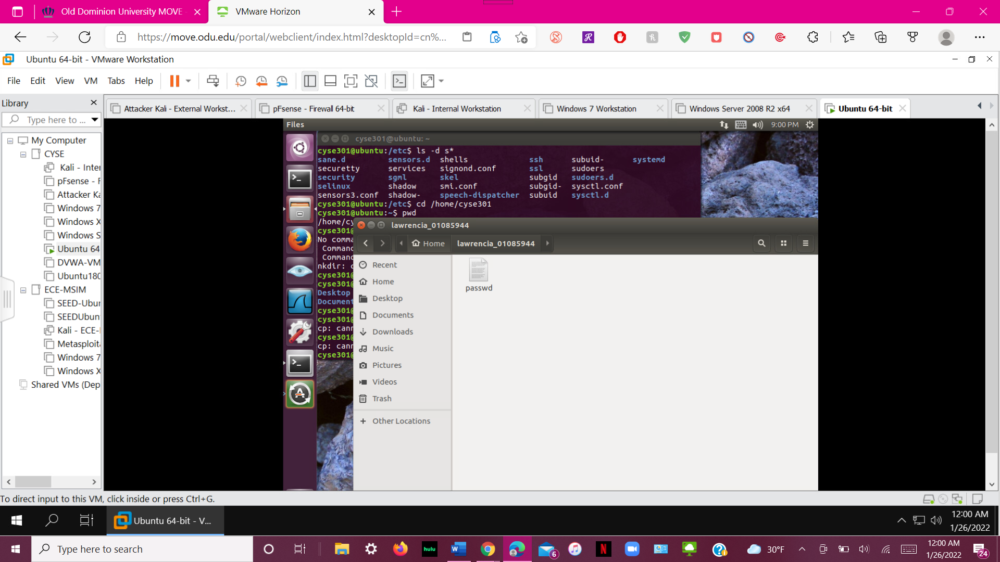 Old Dominion University MOVE
VMware Horizon
https://move.odu.edu/portal/webclient/index.html?desktopId=cn%...
Ubuntu 64-bit - VMware Workstation
File Edit View VM Tabs Help
Library
Type here to ...
Attacker Kali - External Workst...
pFsense - Firewall 64-bit
Kali - Internal Workstation
Windows 7 Workstation
Windows Server 2008 R2 x64
Ubuntu 64-bit
My Computer
CYSE
Kali - Inter
pFsense - F
Attacker Ka
Windows 7
Windows X
Windows S
Ubuntu 64
DVWA-VM
Ubuntu180
ECE-MSIM
SEED-Ubur
SEEDUbun
Kali - ECE-I
Metasploita
Windows 7
Windows X
Shared VMs (Dep
Files
9:00 PM
cyse301@ubuntu: ~
cyse301@ubuntu:/etc$ ls -d s*
sane.d sensors.d shells ssh subuid- systemd
securetty services signond.conf ssl sudoers
security sgml skel subgid sudoers.d
selinux shadow smi.conf subgid- sysctl.conf
sensors3.conf shadow- speech-dispatcher subuid sysctl.d
cyse301@ubuntu:/etc$ cd /home/cyse301
cyse301@ubuntu:~$ pwd
/home/cy
cyse301@
No comma
Command
Command
nkdir: c
cyse301@
cyse301@
Desktop
Document
cyse301@
cyse301@
cp: cann
cyse301@
cp: cann
cyse301@
lawrencia_01085944
Home lawrencia_01085944
Recent
Home
Desktop
Documents
Downloads
Music
Pictures
Videos
Trash
Other Locations
passwd
To direct input to this VM, click inside or press Ctrl+G.
Ubuntu 64-bit - V...
12:00 AM
1/26/2022
Type here to search
hulu
6
30°F
12:00 AM
1/26/2022
24